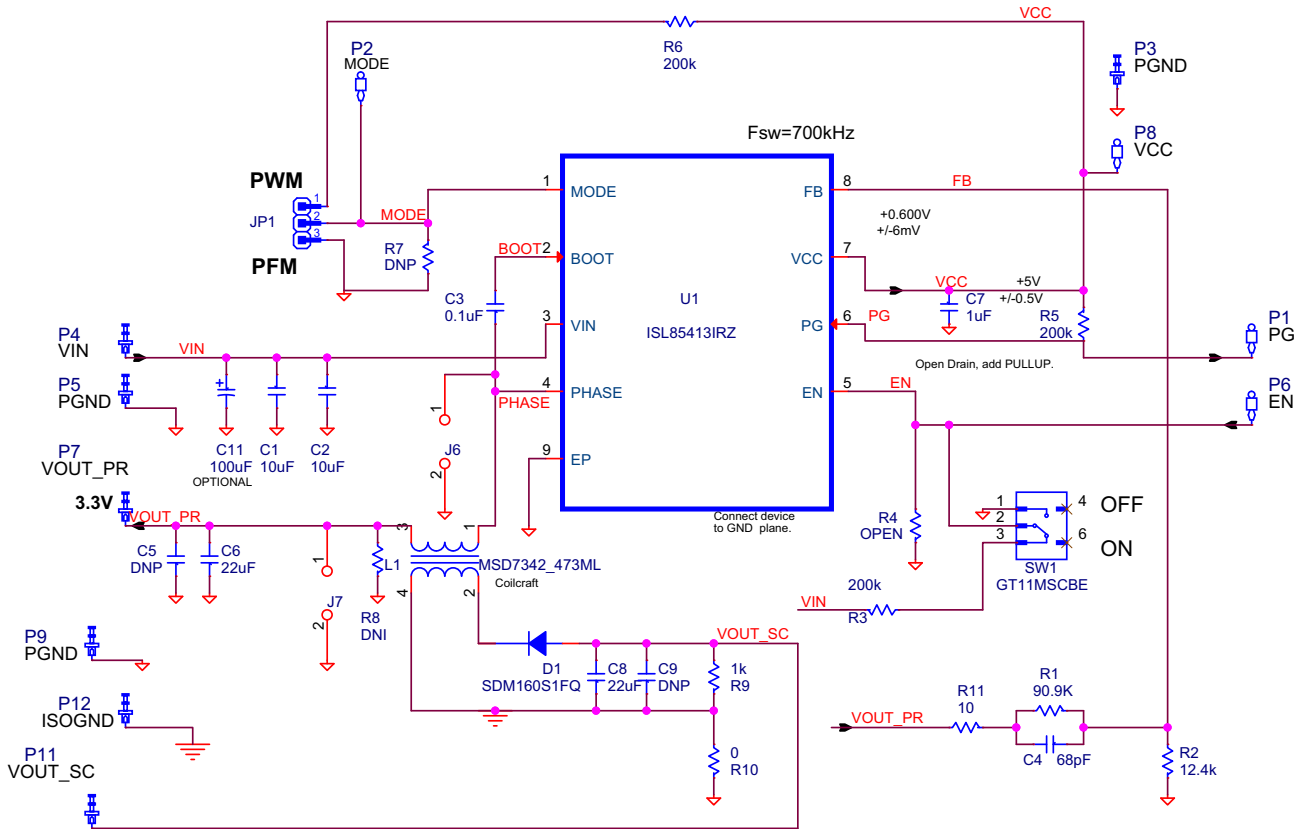 VCC
R6
200k
P2
MODE
P3
PGND
Fsw=700kHz
P8
VCC
PWM
JP1
1
2
3
PFM
MODE
R7
DNP
1
MODE
FB
8
FB
+0.600V
+/-6mV
BOOT
2
BOOT
VCC
7
VCC
+5V
+/-0.5V
C7
1uF
C3
0.1uF
U1
ISL85413IRZ
3
VIN
PG
6
PG
R5
200k
Open Drain, add PULLUP.
P1
PG
P4
VIN
VIN
P5
PGND
+
C11
100uF
OPTIONAL
C1
10uF
C2
10uF
4
PHASE
PHASE
EN
5
EN
P6
EN
1
J6
2
9
EP
Connect device
to GND plane.
P7
VOUT_PR
3.3V
VOUT_PR
C5
DNP
C6
22uF
1
J7
2
L1
R8
DNI
3
1
4
2
MSD7342_473ML
Coilcraft
R4
OPEN
1
2
3
4
6
OFF
ON
SW1
GT11MSCBE
VIN
200k
R3
P9
PGND
P12
ISOGND
P11
VOUT_SC
D1
SDM160S1FQ
C8
22uF
C9
DNP
1k
R9
VOUT_SC
0
R10
VOUT_PR
R11
10
R1
90.9K
C4
68pF
R2
12.4k